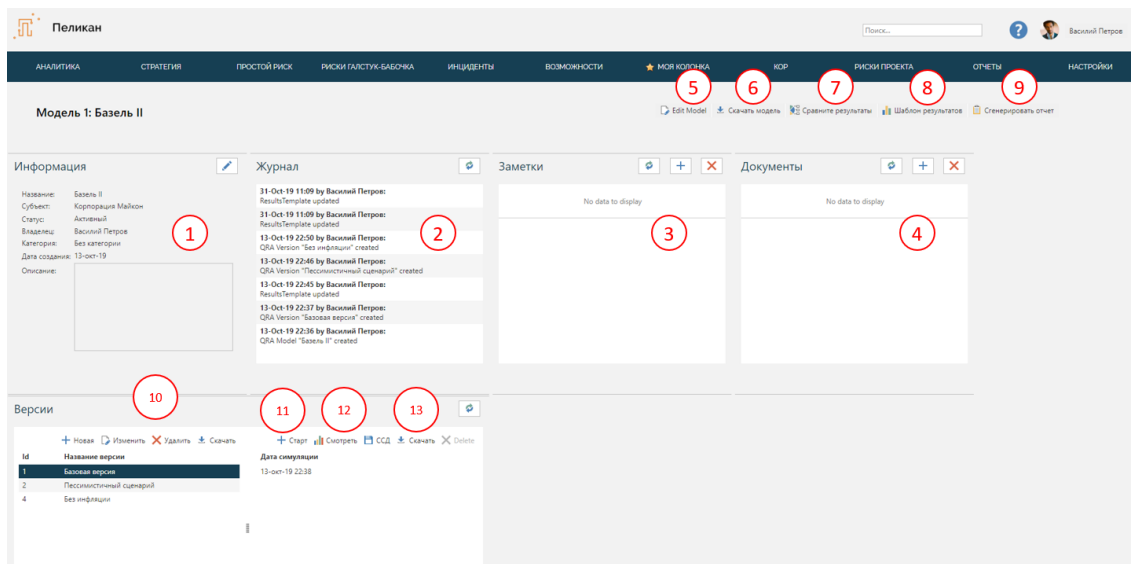 Пеликан
Поиск...
?
Василий Петров
АНАЛИТИКА СТРАТЕГИЯ ПРОСТОЙ РИСК РИСКИ ГАЛСТУК-БАБОЧКА ИНЦИДЕНТЫ ВОЗМОЖНОСТИ МОЯ КОЛОНКА КОР РИСКИ ПРОЕКТА ОТЧЕТЫ НАСТРОЙКИ
5 6 7 8 9
Модель 1: Базель II
Edit Model Скачать модель Сравните результаты Шаблон результатов Сгенерировать отчет
Информация
Название: Базель II
Субъект: Корпорация Майкон
Статус: Активный
Владелец: Василий Петров
Категория: Без категории
Дата создания: 13-окт-19
Описание:
1
Журнал
31-Oct-19 11:09 by Василий Петров:
ResultsTemplate updated
31-Oct-19 11:09 by Василий Петров:
ResultsTemplate updated
13-Oct-19 22:50 by Василий Петров:
QRA Version "Без инфляции" created
13-Oct-19 22:46 by Василий Петров:
QRA Version "Пессимистичный сценарий" created
13-Oct-19 22:45 by Василий Петров:
ResultsTemplate updated
13-Oct-19 22:37 by Василий Петров:
QRA Version "Базовая версия" created
13-Oct-19 22:36 by Василий Петров:
QRA Model "Базель II" created
2
Заметки
No data to display
3
Документы
No data to display
4
Версии
10
Новая Изменить Удалить Скачать
Id Название версии
1 Базовая версия
2 Пессимистичный сценарий
4 Без инфляции
11 12 13
Старт Смотреть ССД Скачать Delete
Дата симуляции
13-окт-19 22:38